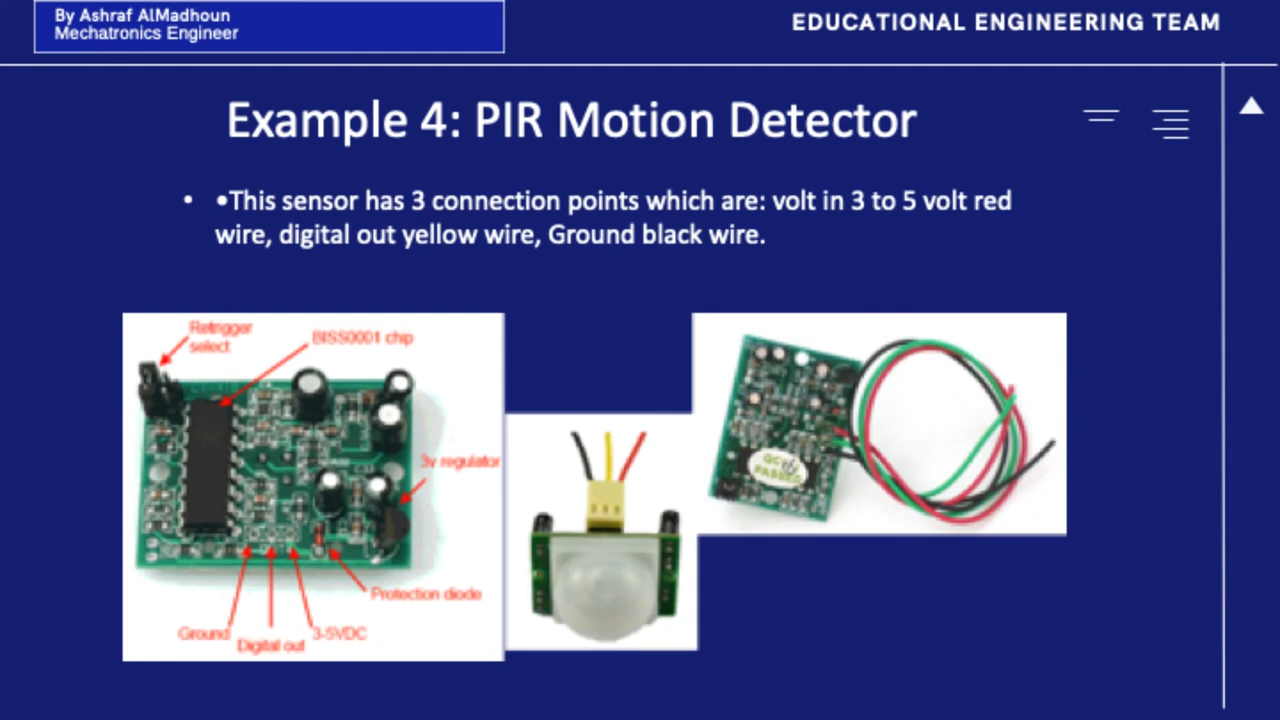 By Ashraf AlMadhoun
Mechatronics Engineer
EDUCATIONAL ENGINEERING TEAM
Example 4: PIR Motion Detector
• •This sensor has 3 connection points which are: volt in 3 to 5 volt red
wire, digital out yellow wire, Ground black wire.
Retrigger
select
BISS0001 chip
3v regulator
Protection diode
Ground
Digital out
3-5VDC
PASSED